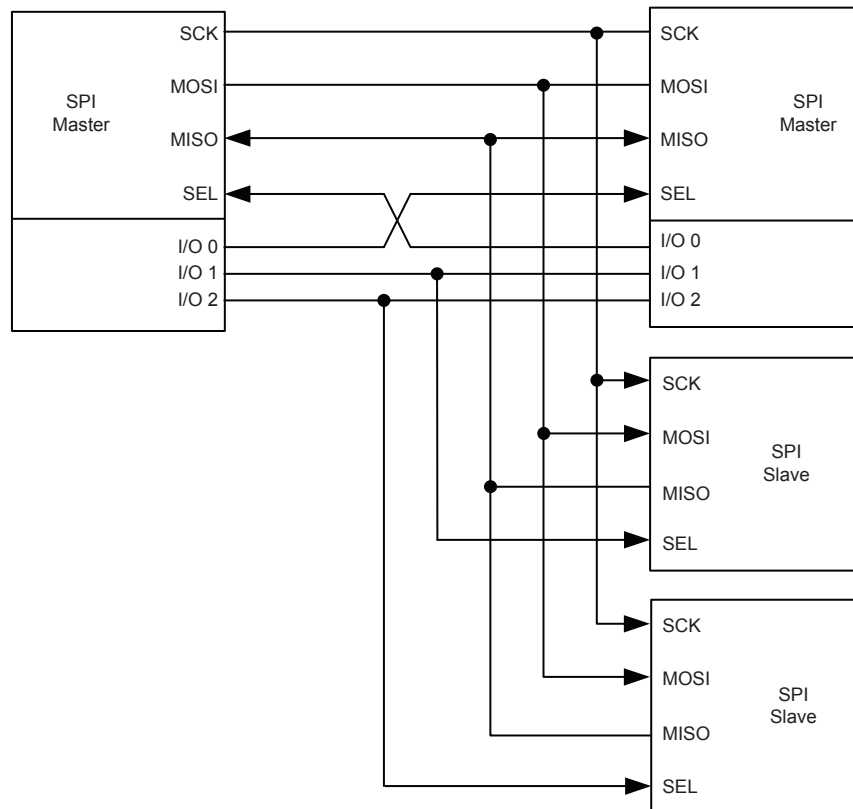 SCK
MOSI
SPI
Master
MISO
SEL
I/O 0
I/O 1
I/O 2
SCK
MOSI
SPI
Master
MISO
SEL
I/O 0
I/O 1
I/O 2
SCK
MOSI
SPI
Slave
MISO
SEL
SCK
MOSI
SPI
Slave
MISO
SEL